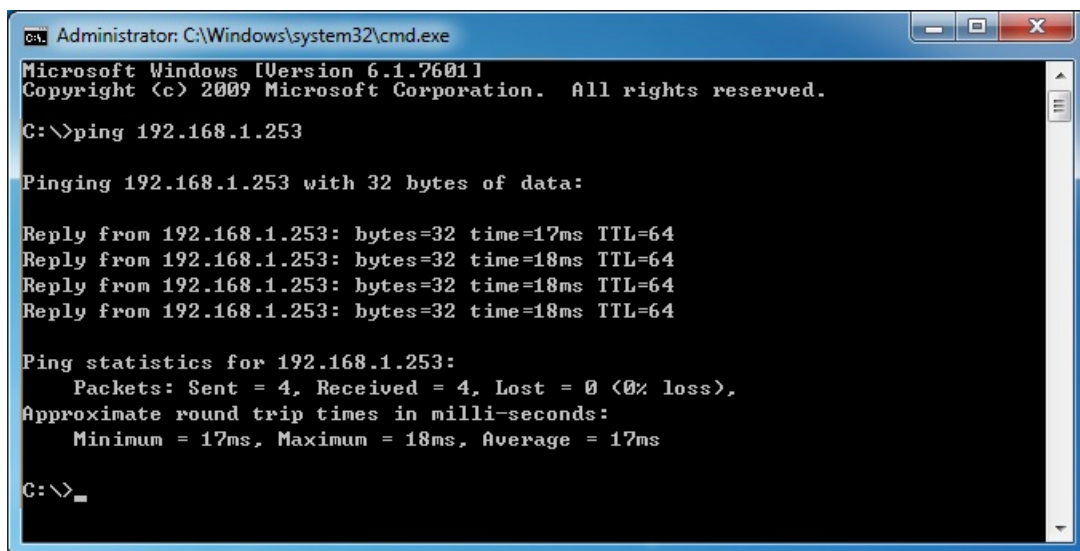 Administrator: C:\Windows\system32\cmd.exe
Microsoft Windows [Version 6.1.7601]
Copyright (c) 2009 Microsoft Corporation.  All rights reserved.
C:\>ping 192.168.1.253
Pinging 192.168.1.253 with 32 bytes of data:
Reply from 192.168.1.253: bytes=32 time=17ms TTL=64
Reply from 192.168.1.253: bytes=32 time=18ms TTL=64
Reply from 192.168.1.253: bytes=32 time=18ms TTL=64
Reply from 192.168.1.253: bytes=32 time=18ms TTL=64
Ping statistics for 192.168.1.253:
    Packets: Sent = 4, Received = 4, Lost = 0 (0% loss),
Approximate round trip times in milli-seconds:
    Minimum = 17ms, Maximum = 18ms, Average = 17ms
C:\>_